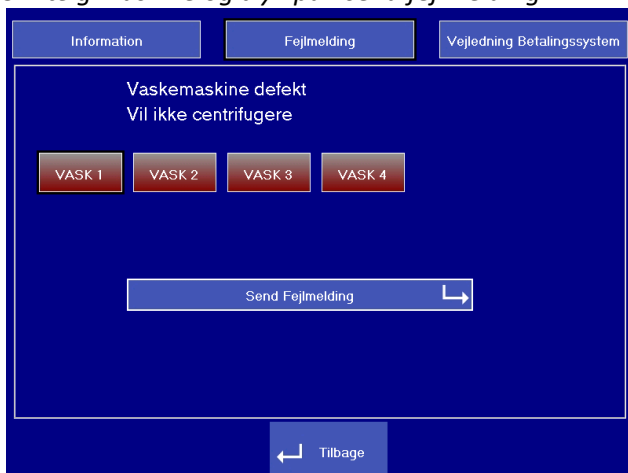 Information Fejlmelding Vejledning Betalingssystem
Vaskemaskine defekt
Vil ikke centrifugere
VASK 1 VASK 2 VASK 3 VASK 4
Send Fejlmelding
Tilbage